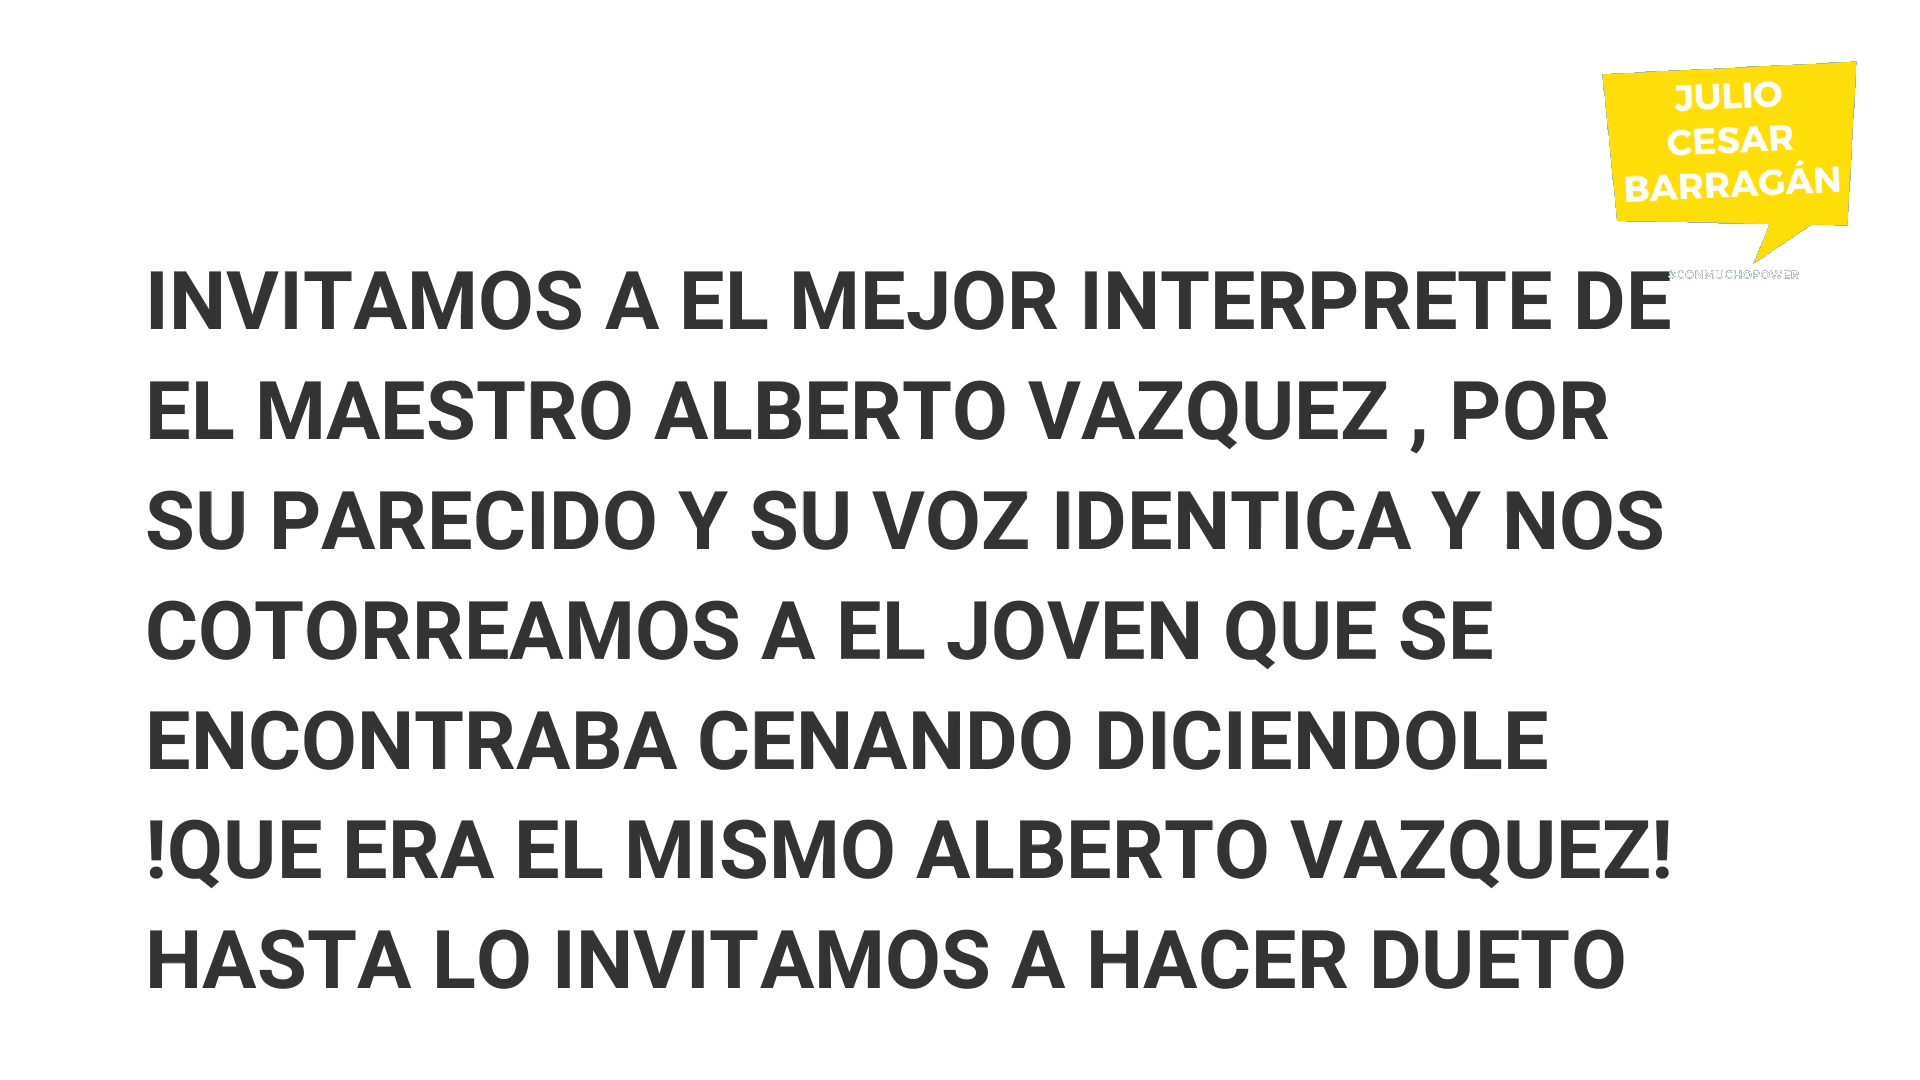 JULIO
CESAR
BARRAGÁN
#CONMUCHOPOWER
INVITAMOS A EL MEJOR INTERPRETE DE
EL MAESTRO ALBERTO VAZQUEZ , POR
SU PARECIDO Y SU VOZ IDENTICA Y NOS
COTORREAMOS A EL JOVEN QUE SE
ENCONTRABA CENANDO DICIENDOLE
!QUE ERA EL MISMO ALBERTO VAZQUEZ!
HASTA LO INVITAMOS A HACER DUETO